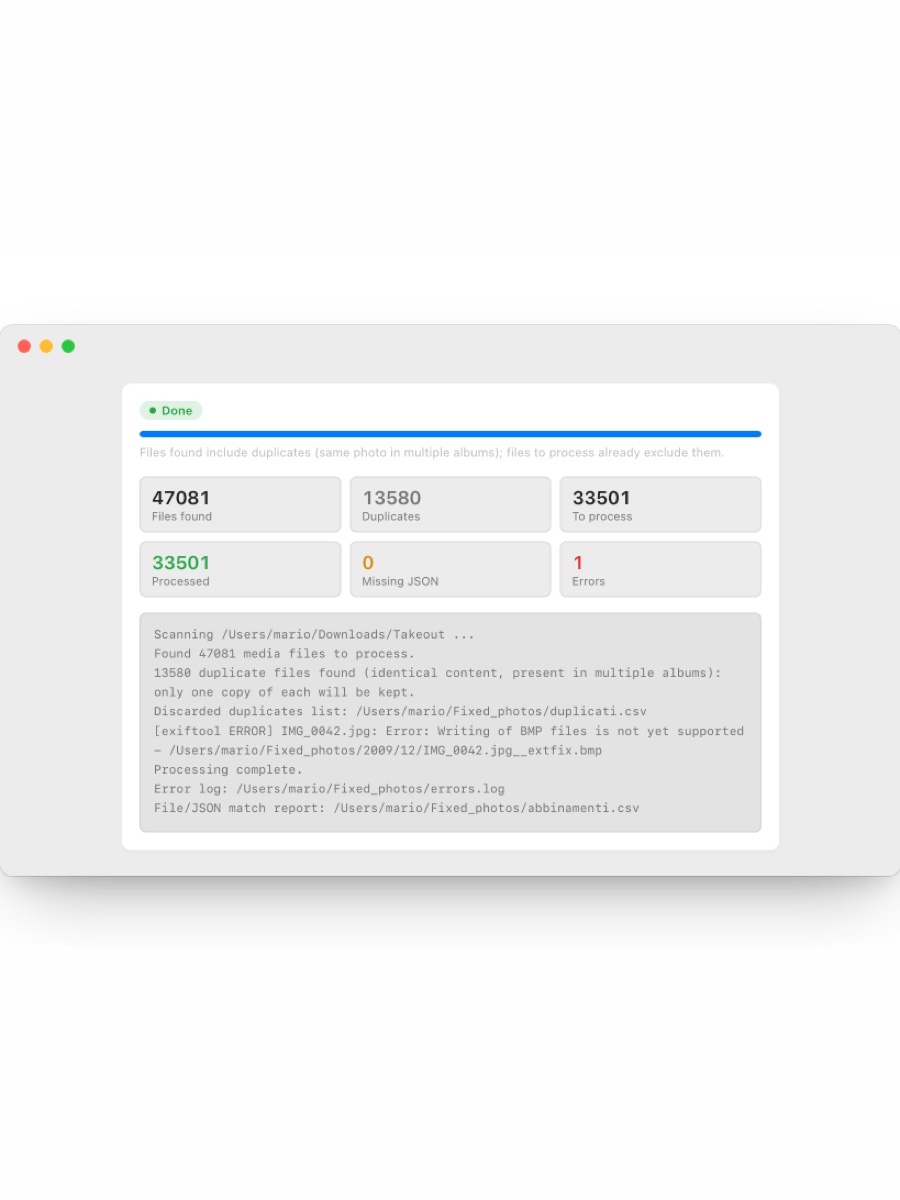 Done
Files found include duplicates (same photo in multiple albums); files to process already exclude them.
47081
Files found
13580
Duplicates
33501
To process
33501
Processed
0
Missing JSON
1
Errors
Scanning /Users/mario/Downloads/Takeout ...
Found 47081 media files to process.
13580 duplicate files found (identical content, present in multiple albums):
only one copy of each will be kept.
Discarded duplicates list: /Users/mario/Fixed_photos/duplicati.csv
[exiftool ERROR] IMG_0042.jpg: Error: Writing of BMP files is not yet supported
– /Users/mario/Fixed_photos/2009/12/IMG_0042.jpg__extfix.bmp
Processing complete.
Error log: /Users/mario/Fixed_photos/errors.log
File/JSON match report: /Users/mario/Fixed_photos/abbinamenti.csv